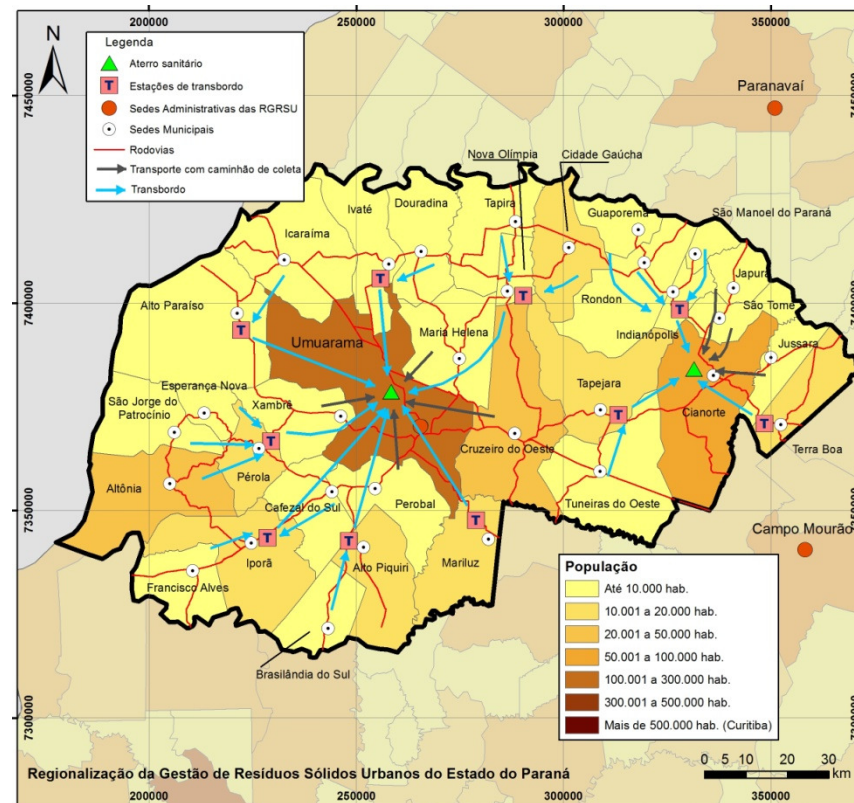 200000 250000 300000 350000
Legenda
Aterro sanitário
T Estações de transbordo
Sedes Administrativas das RGRSU
Sedes Municipais
Rodovias
Transporte com caminhão de coleta
Transbordo
N
7450000
7450000
Paranavaí
Nova Olímpia
Cidade Gaúcha
Tapira
Douradina
Ivaté
Icaraíma
Guaporema
São Manoel do Paraná
Alto Paraíso
7400000
7400000
T
T
T
T
Rondon
Japurá
São Tomé
Indianópolis
Jussara
Umuarama
Maria Helena
Esperança Nova
São Jorge do
Patrocínio
Xambrê
Tapejara
Cianorte
T
T
T
Terra Boa
Cruzeiro do Oeste
Altônia
Pérola
Cafezal do Sul
Perobal
Tuneiras do Oeste
7350000
7350000
T
T
T
Campo Mourão
Iporã
Alto Piquiri
Mariluz
Francisco Alves
Brasilândia do Sul
População
Até 10.000 hab.
10.001 a 20.000 hab.
20.001 a 50.000 hab.
50.001 a 100.000 hab.
100.001 a 300.000 hab.
300.001 a 500.000 hab.
Mais de 500.000 hab. (Curitiba)
7300000
7300000
Regionalização da Gestão de Resíduos Sólidos Urbanos do Estado do Paraná
0 5 10 20 30
km
200000 250000 300000 350000